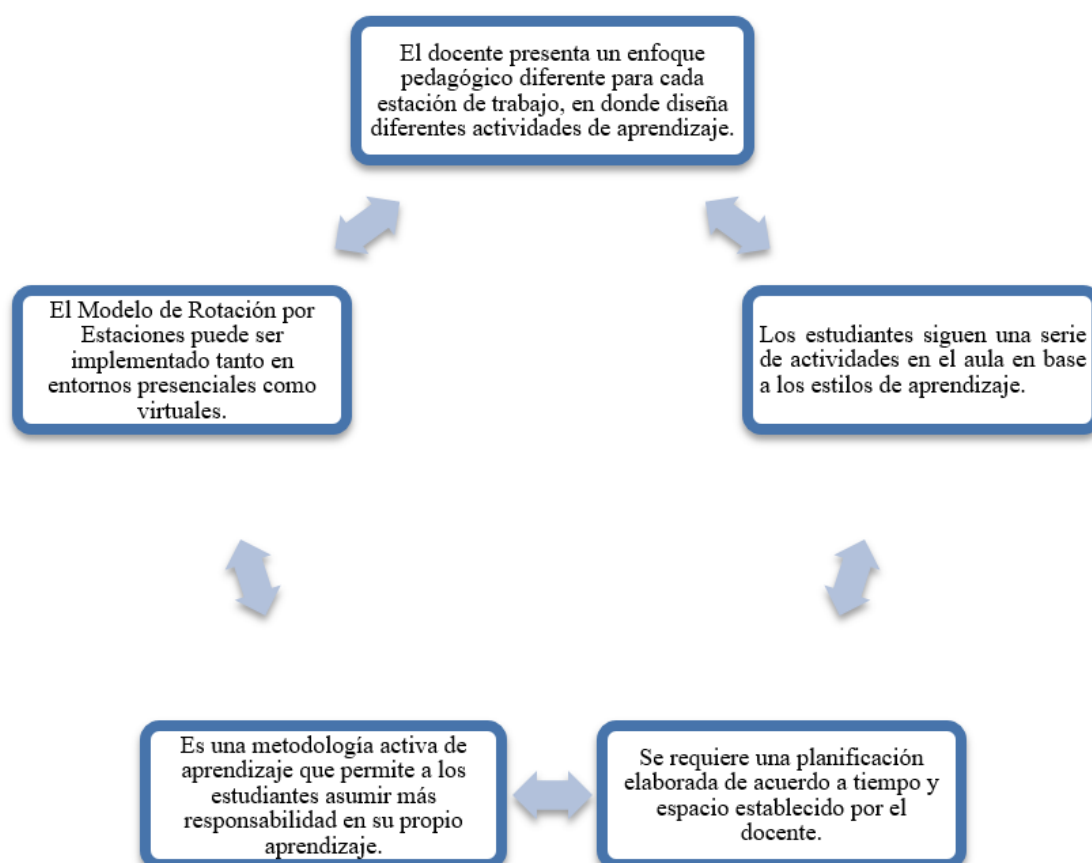 El docente presenta un enfoque
pedagógico diferente para cada
estación de trabajo, en donde diseña
diferentes actividades de aprendizaje.
El Modelo de Rotación por
Estaciones puede ser
implementado tanto en
entornos presenciales como
virtuales.
Los estudiantes siguen una serie
de actividades en el aula en base
a los estilos de aprendizaje.
Es una metodología activa de
aprendizaje que permite a los
estudiantes asumir más
responsabilidad en su propio
aprendizaje.
Se requiere una planificación
elaborada de acuerdo a tiempo y
espacio establecido por el
docente.